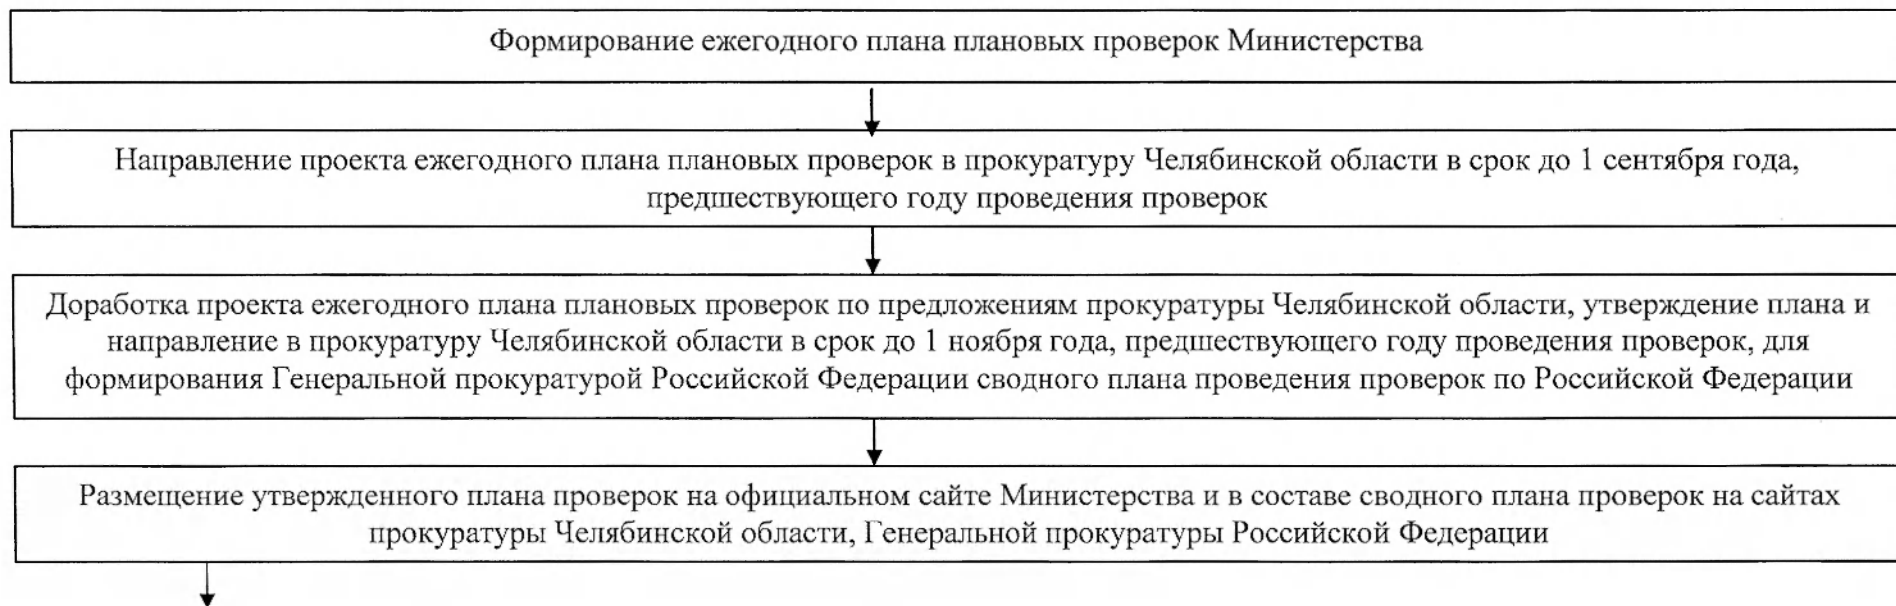 Формирование ежегодного плана плановых проверок Министерства
Направление проекта ежегодного плана плановых проверок в прокуратуру Челябинской области в срок до 1 сентября года,
предшествующего году проведения проверок
Доработка проекта ежегодного плана плановых проверок по предложениям прокуратуры Челябинской области, утверждение плана и
направление в прокуратуру Челябинской области в срок до 1 ноября года, предшествующего году проведения проверок, для
формирования Генеральной прокуратурой Российской Федерации сводного плана проведения проверок по Российской Федерации
Размещение утвержденного плана проверок на официальном сайте Министерства и в составе сводного плана проверок на сайтах
прокуратуры Челябинской области, Генеральной прокуратуры Российской Федерации